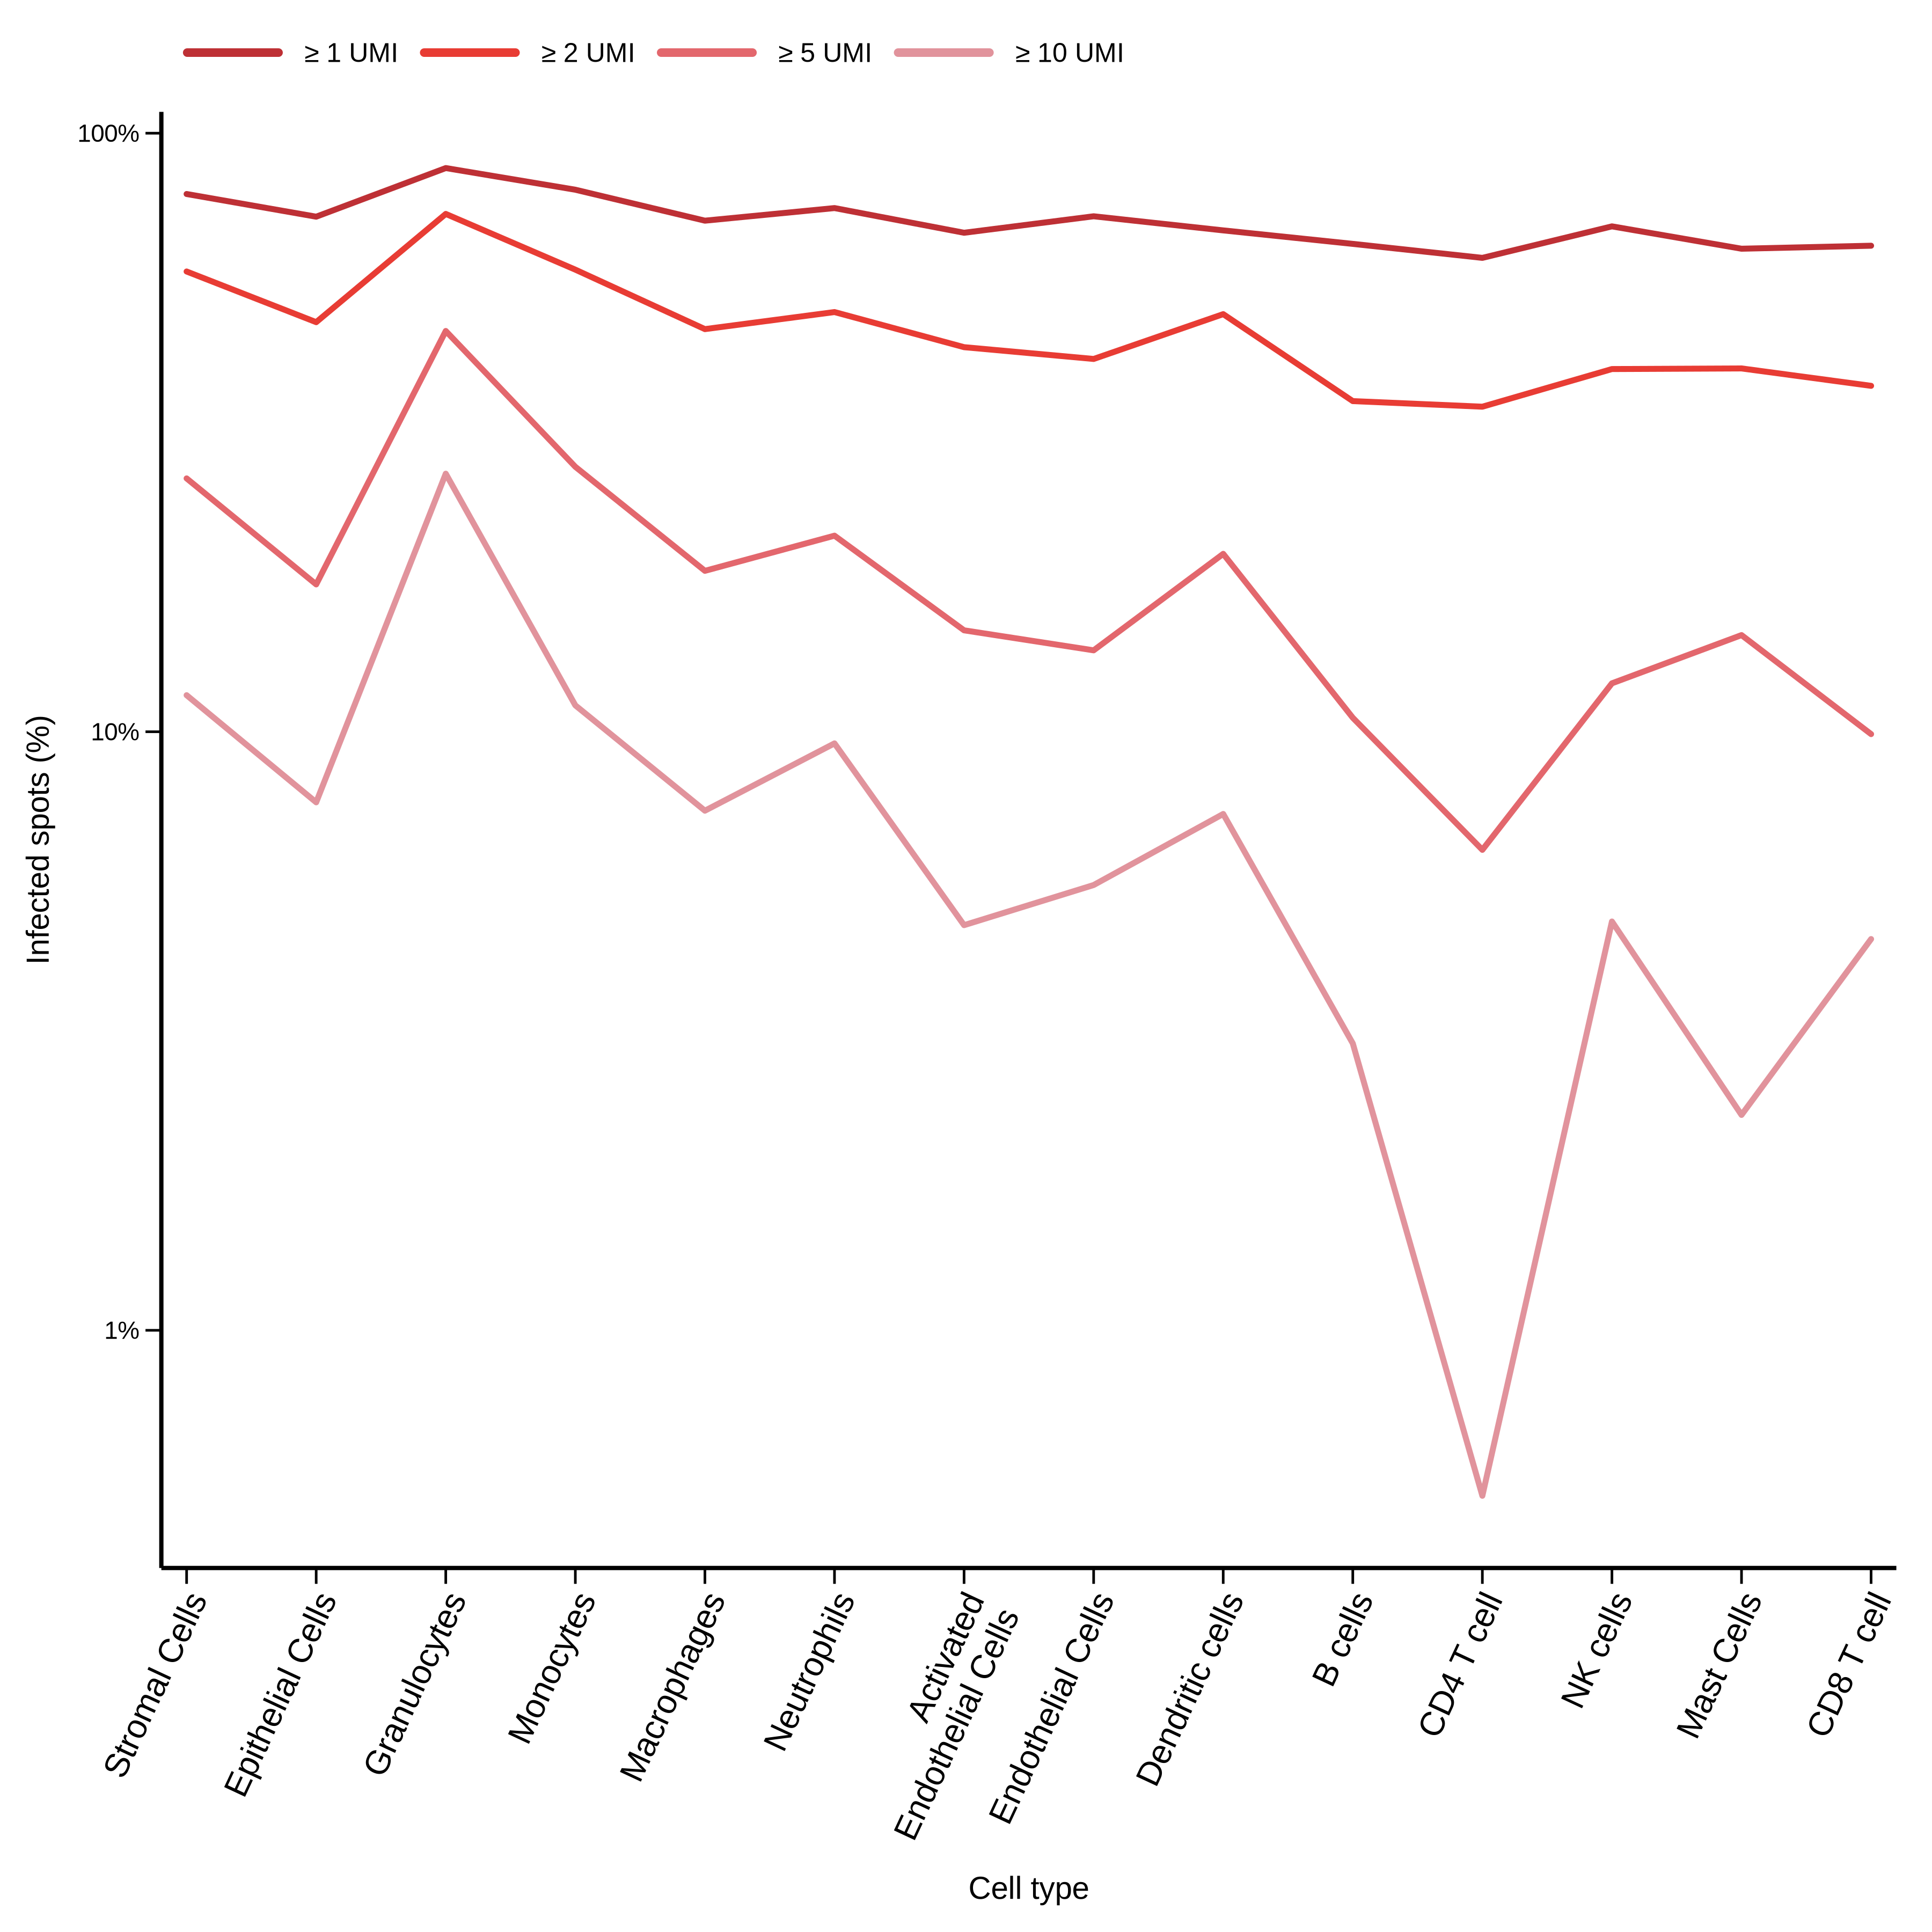 ≥ 1 UMI ≥ 2 UMI ≥ 5 UMI ≥ 10 UMI
100%
10%
1%
Infected spots (%)
Stromal Cells
Epithelial Cells
Granulocytes
Monocytes
Macrophages
Neutrophils
Activated
Endothelial Cells
Endothelial Cells
Dendritic cells
B cells
CD4 T cell
NK cells
Mast Cells
CD8 T cell
Cell type